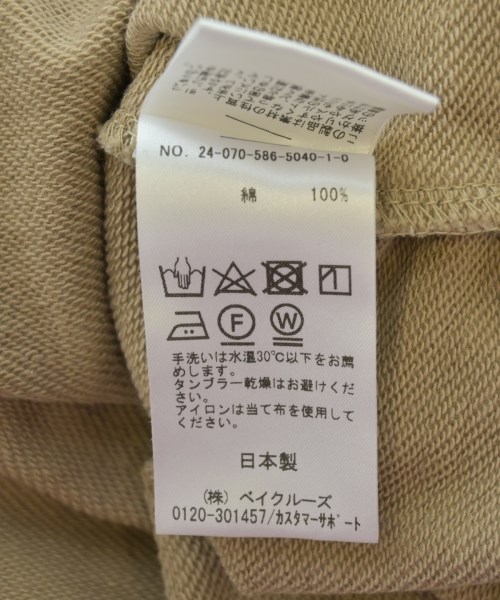 NO. 24-070-586-5040-1-0
綿 100%
手洗いは水温30℃以下をお薦
めします。
タンブラー乾燥はお避けくださ
い。
アイロンは当て布を使用して
ください。
日本製
(株) ベイクルーズ
0120-301457/カスタマーサポート